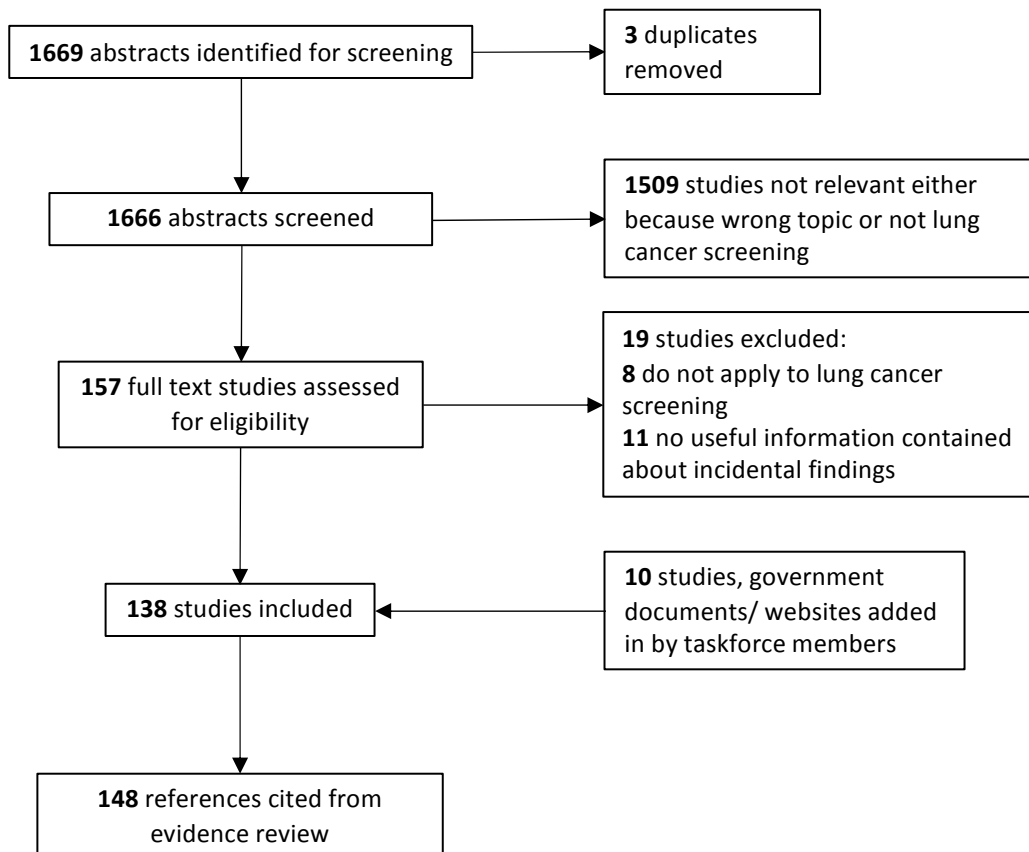 1669 abstracts identified for screening
3 duplicates
removed
1666 abstracts screened
1509 studies not relevant either
because wrong topic or not lung
cancer screening
157 full text studies assessed
for eligibility
19 studies excluded:
8 do not apply to lung cancer
screening
11 no useful information contained
about incidental findings
138 studies included
10 studies, government
documents/ websites added
in by taskforce members
148 references cited from
evidence review